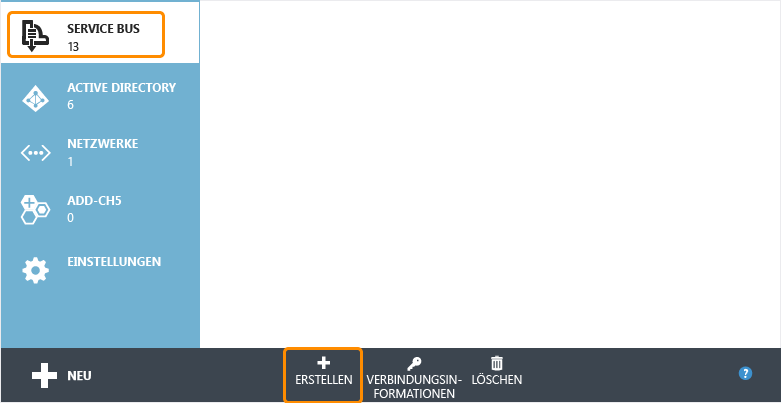 SERVICE BUS
13
ACTIVE DIRECTORY
6
NETZWERKE
1
ADD-CH5
0
EINSTELLUNGEN
NEU
ERSTELLEN
VERBINDUNGSIN-
FORMATIONEN
LÖSCHEN
?